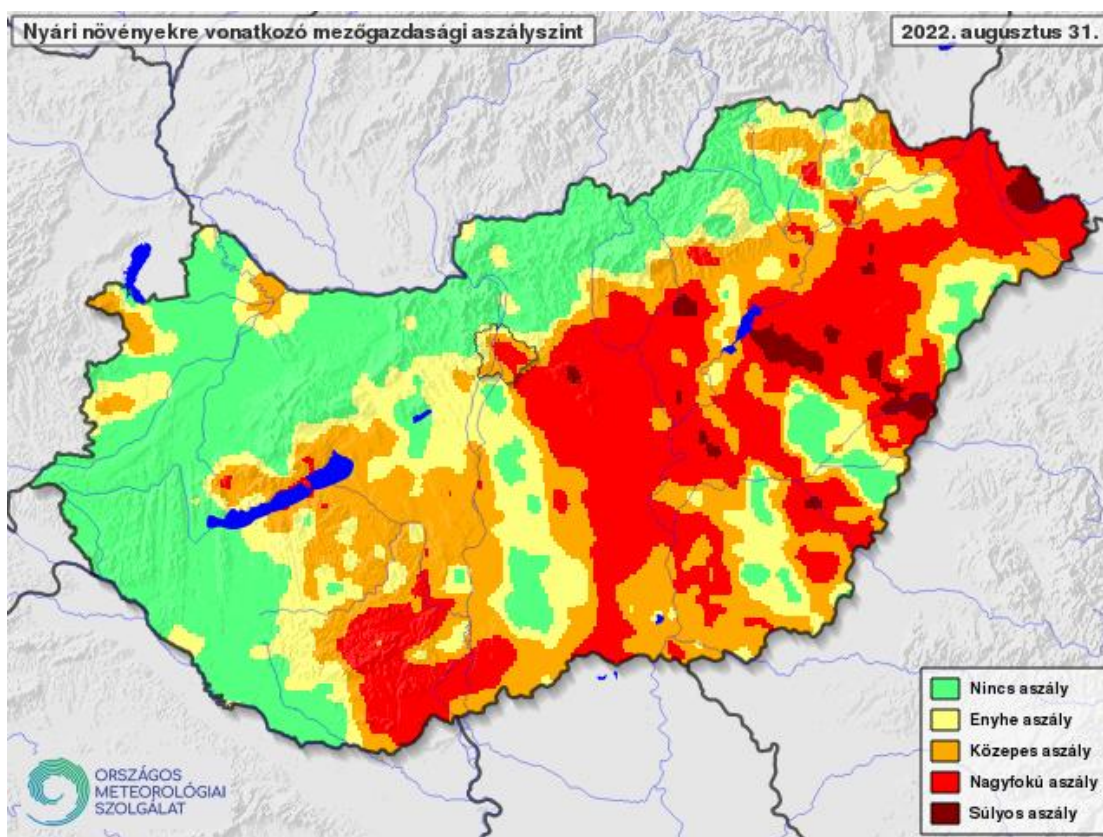 Nyári növényekre vonatkozó mezőgazdasági aszályszint
2022. augusztus 31.
Nincs aszály
Enyhe aszály
Közepes aszály
Nagyfokú aszály
Súlyos aszály
ORSZÁGOS
METEOROLÓGIAI
SZOLGÁLAT